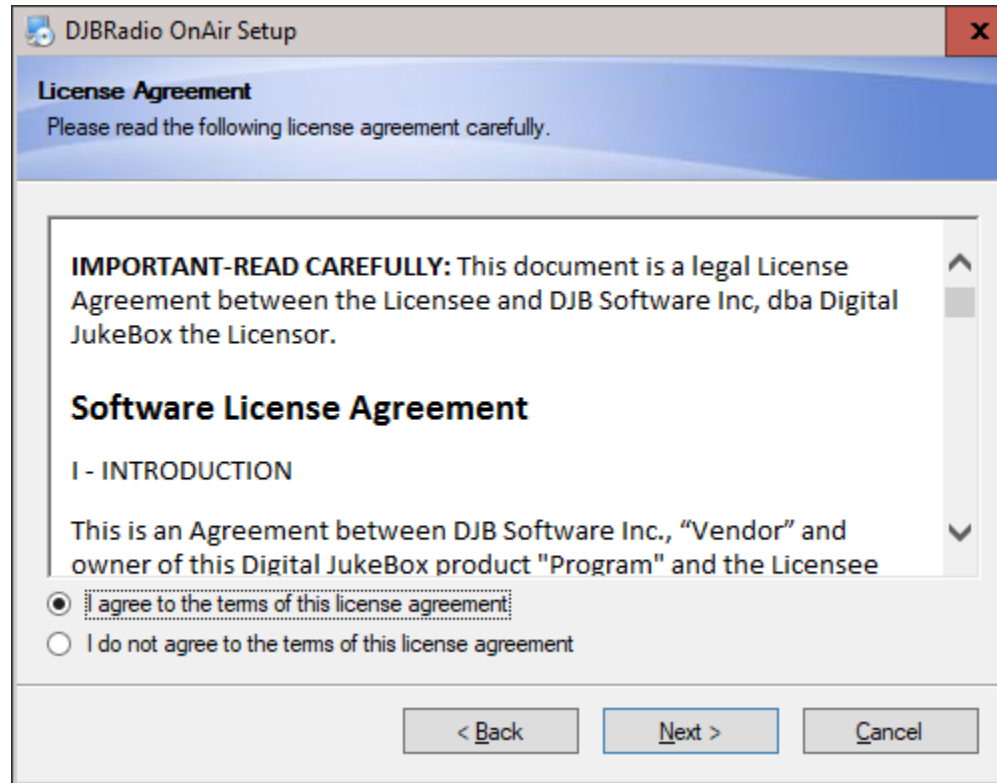 DJBRadio OnAir Setup
x
License Agreement
Please read the following license agreement carefully.
IMPORTANT-READ CAREFULLY: This document is a legal License
Agreement between the Licensee and DJB Software Inc, dba Digital
JukeBox the Licensor.
Software License Agreement
I - INTRODUCTION
This is an Agreement between DJB Software Inc., “Vendor” and
owner of this Digital JukeBox product "Program" and the Licensee
I agree to the terms of this license agreement
I do not agree to the terms of this license agreement
< Back Next > Cancel